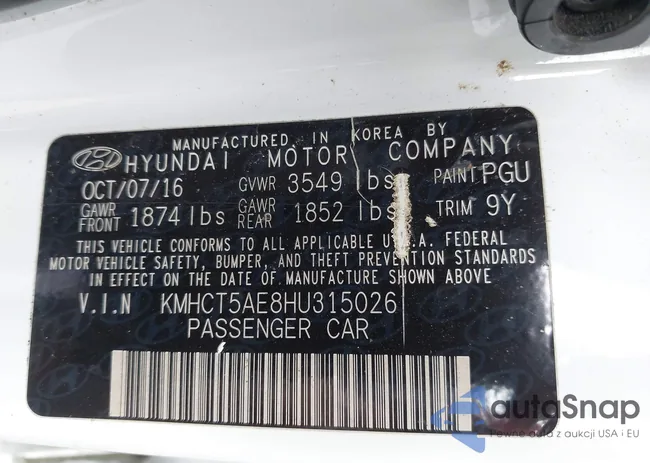 MANUFACTURED IN KOREA BY
HYUNDAI MOTOR COMPANY
OCT/07/16 GVWR 3549 lbs PAINT PGU
GAWR FRONT 1874 lbs GAWR REAR 1852 lbs TRIM 9Y
THIS VEHICLE CONFORMS TO ALL APPLICABLE U.S.A. FEDERAL
MOTOR VEHICLE SAFETY, BUMPER, AND THEFT PREVENTION STANDARDS
IN EFFECT ON THE DATE OF MANUFACTURE SHOWN ABOVE
V.I.N KMHCT5AE8HU315026
PASSENGER CAR
autoSnap
Pewne auta z aukcji USA i EU